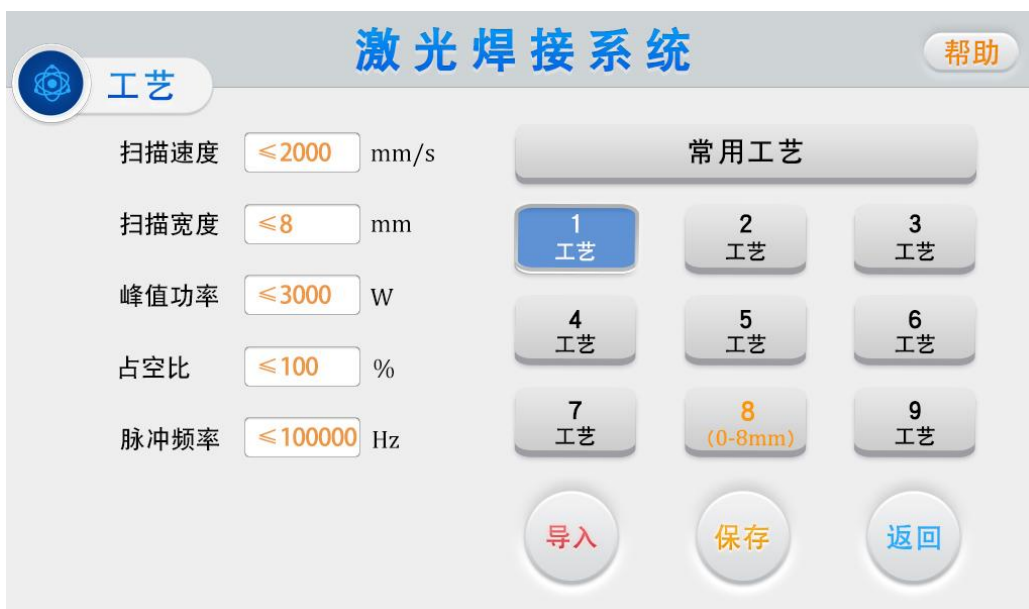 激光焊接系统
帮助
工艺
扫描速度 ≤2000 mm/s
扫描宽度 ≤8 mm
峰值功率 ≤3000 W
占空比 ≤100 %
脉冲频率 ≤100000 Hz
常用工艺
1
工艺
2
工艺
3
工艺
4
工艺
5
工艺
6
工艺
7
工艺
8
(0-8mm)
9
工艺
导入
保存
返回